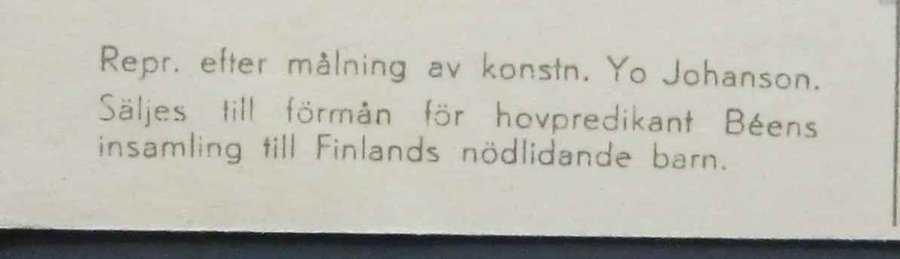 Repr. efter målning av konstn. Yo Johanson.
Säljes till förmån för hovpredikant Béens
insamling till Finlands nödlidande barn.